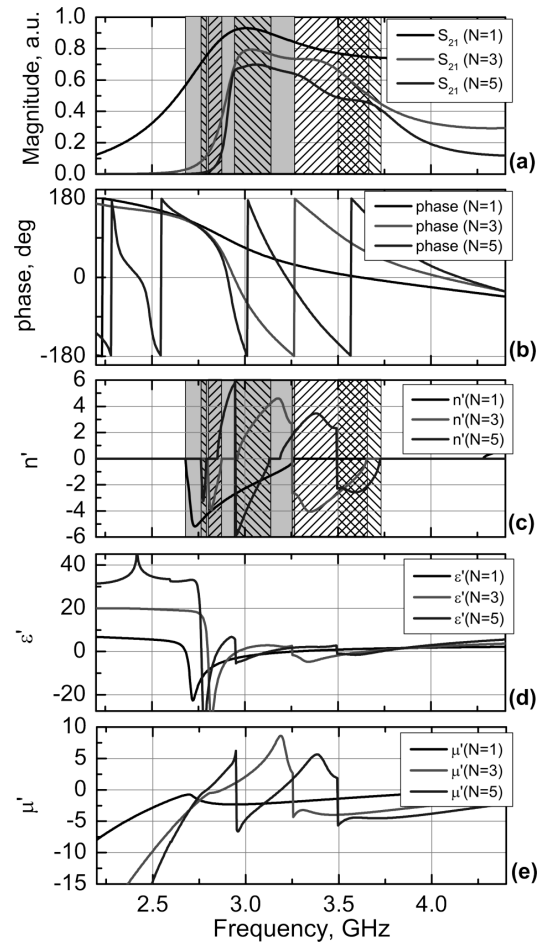 Magnitude, a.u.
1.0
0.8
0.6
0.4
0.2
0.0
S21 (N=1)
S21 (N=3)
S21 (N=5)
(a)
phase, deg
180
0
-180
phase (N=1)
phase (N=3)
phase (N=5)
(b)
n'
6
4
2
0
-2
-4
-6
n'(N=1)
n'(N=3)
n'(N=5)
(c)
ε'
40
20
0
-20
ε'(N=1)
ε'(N=3)
ε'(N=5)
(d)
μ'
10
5
0
-5
-10
-15
μ'(N=1)
μ'(N=3)
μ'(N=5)
(e)
2.5 3.0 3.5 4.0
Frequency, GHz